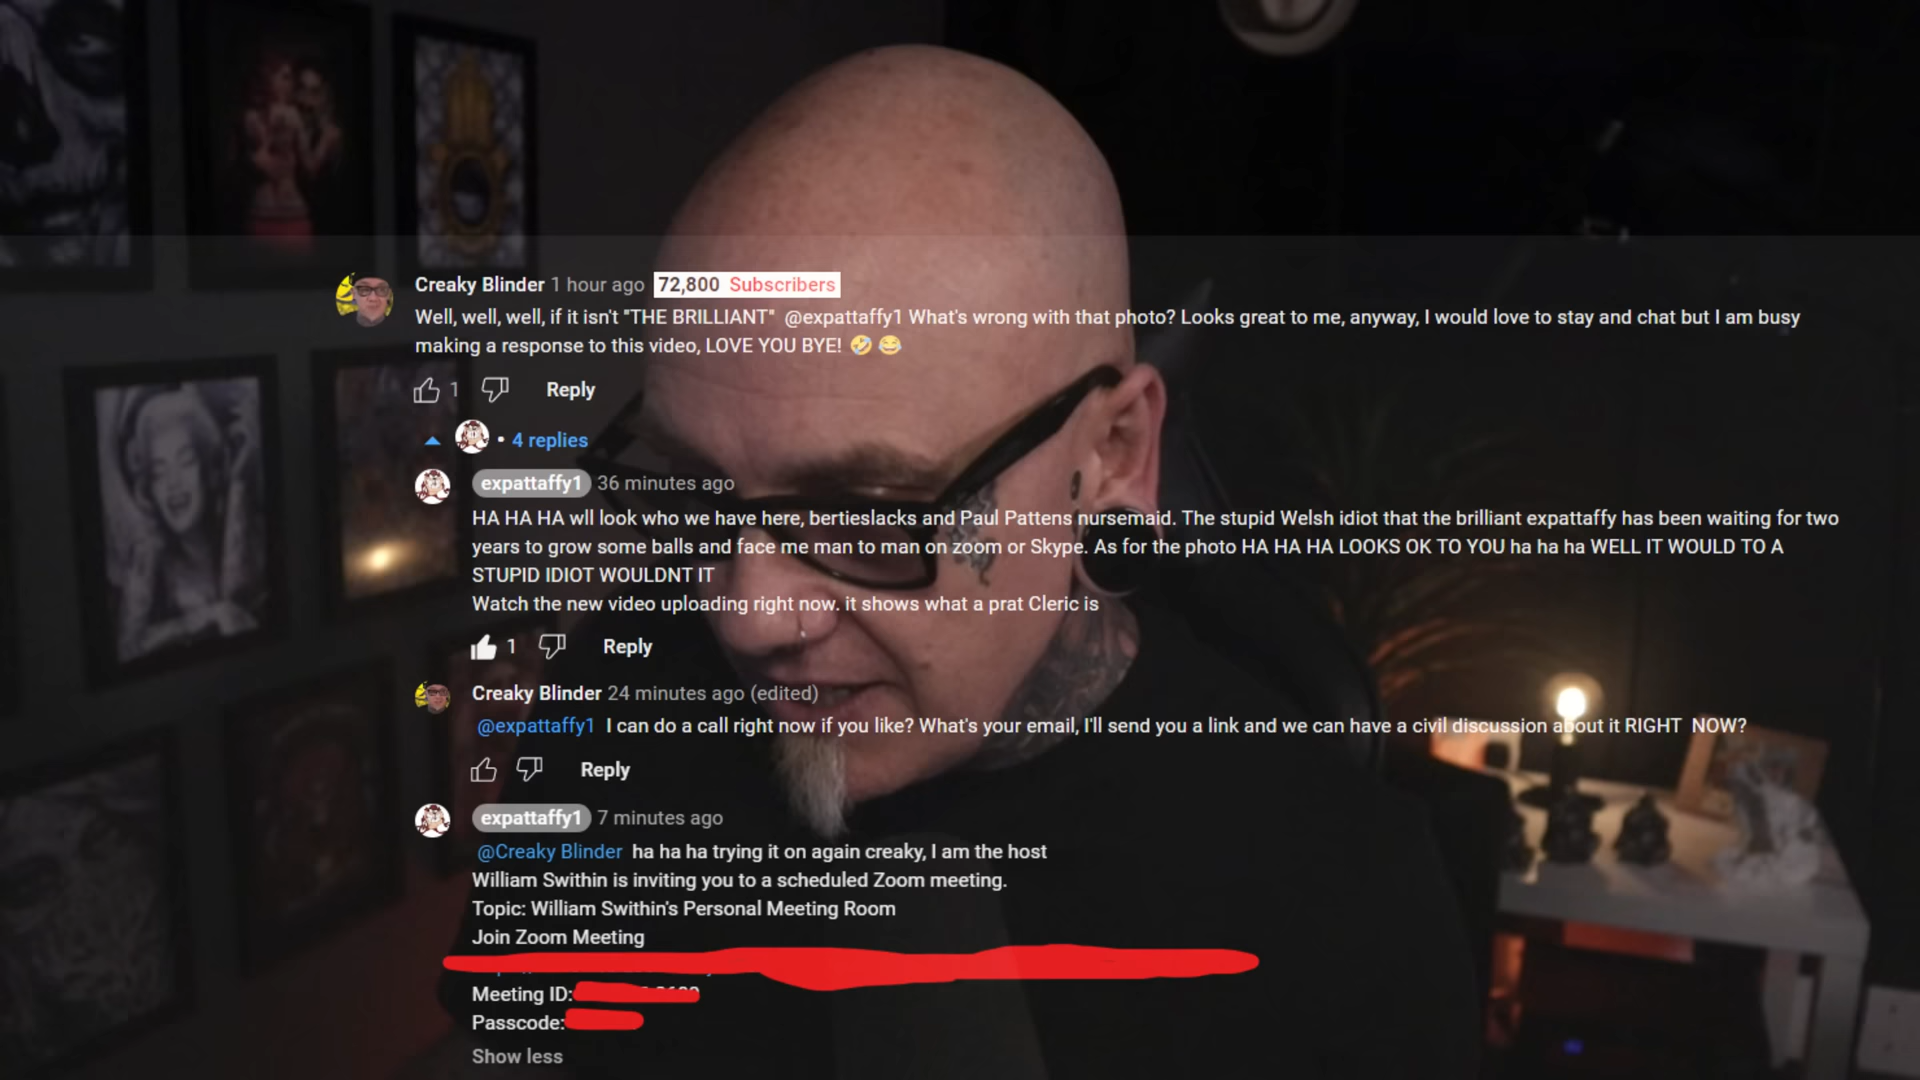 Creaky Blinder 1 hour ago 72,800 Subscribers
Well, well, well, if it isn't "THE BRILLIANT" @expattaffy1 What's wrong with that photo? Looks great to me, anyway, I would love to stay and chat but I am busy
making a response to this video, LOVE YOU BYE! 🤣 😂
1 Reply
• 4 replies
expattaffy1 36 minutes ago
HA HA HA wll look who we have here, bertieslacks and Paul Pattens nursemaid. The stupid Welsh idiot that the brilliant expattaffy has been waiting for two
years to grow some balls and face me man to man on zoom or Skype. As for the photo HA HA HA LOOKS OK TO YOU ha ha ha WELL IT WOULD TO A
STUPID IDIOT WOULDNT IT
Watch the new video uploading right now. it shows what a prat Cleric is
1 Reply
Creaky Blinder 24 minutes ago (edited)
@expattaffy1 I can do a call right now if you like? What's your email, I'll send you a link and we can have a civil discussion about it RIGHT NOW?
Reply
expattaffy1 7 minutes ago
@Creaky Blinder ha ha ha trying it on again creaky, I am the host
William Swithin is inviting you to a scheduled Zoom meeting.
Topic: William Swithin's Personal Meeting Room
Join Zoom Meeting
Meeting ID:
Passcode:
Show less